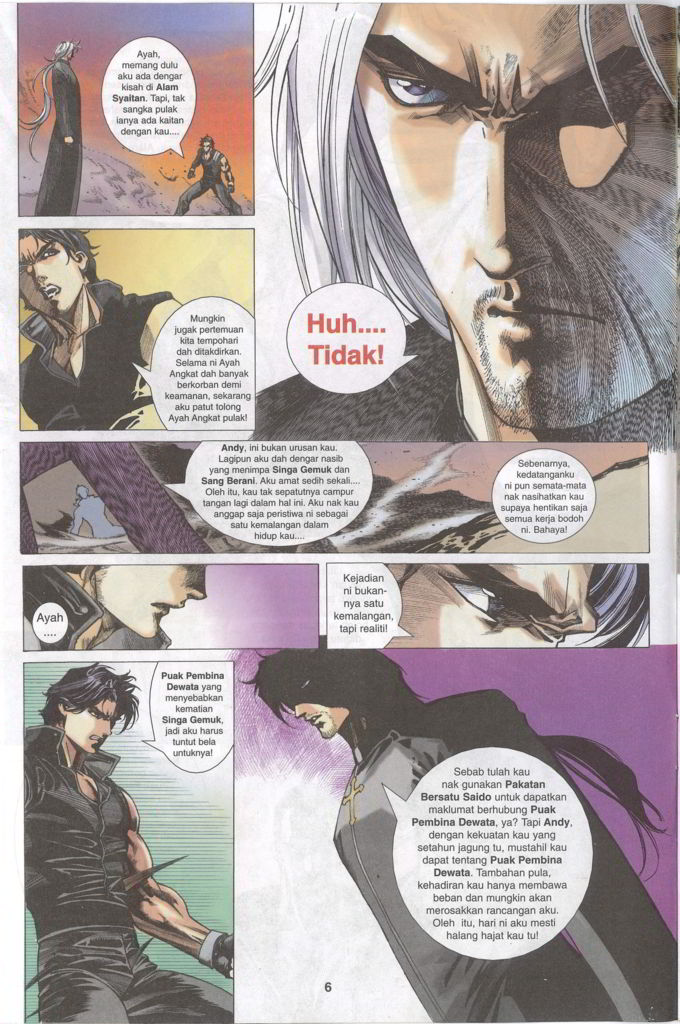 Ayah,
memang dulu
aku ada dengar
kisah di Alam
Syaitan. Tapi, tak
sangka pulak
ianya ada kaitan
dengan kau....
Huh....
Tidak!
Mungkin
jugak pertemuan
kita tempohari
dah ditakdirkan.
Selama ni Ayah
Angkat dah banyak
berkorban demi
keamanan, sekarang
aku patut tolong
Ayah Angkat pulak!
Andy, ini bukan urusan kau.
Lagipun aku dah dengar nasib
yang menimpa Singa Gemuk dan
Sang Berani. Aku amat sedih sekali....
Oleh itu, kau tak sepatutnya campur
tangan lagi dalam hal ini. Aku nak kau
anggap saja peristiwa ni sebagai
satu kemalangan dalam
hidup kau....
Sebenarnya,
kedatanganku
ni pun semata-mata
nak nasihatkan kau
supaya hentikan saja
semua kerja bodoh
ni. Bahaya!
Ayah
....
Kejadian
ni bukan-
nya satu
kemalangan,
tapi realiti!
Puak Pembina
Dewata yang
menyebabkan
kematian
Singa Gemuk,
jadi aku harus
tuntut bela
untuknya!
Sebab tulah kau
nak gunakan Pakatan
Bersatu Saido untuk dapatkan
maklumat berhubung Puak
Pembina Dewata, ya? Tapi Andy,
dengan kekuatan kau yang
setahun jagung tu, mustahil kau
dapat tentang Puak Pembina
Dewata. Tambahan pula,
kehadiran kau hanya membawa
beban dan mungkin akan
merosakkan rancangan aku.
Oleh itu, hari ni aku mesti
halang hajat kau tu!
6